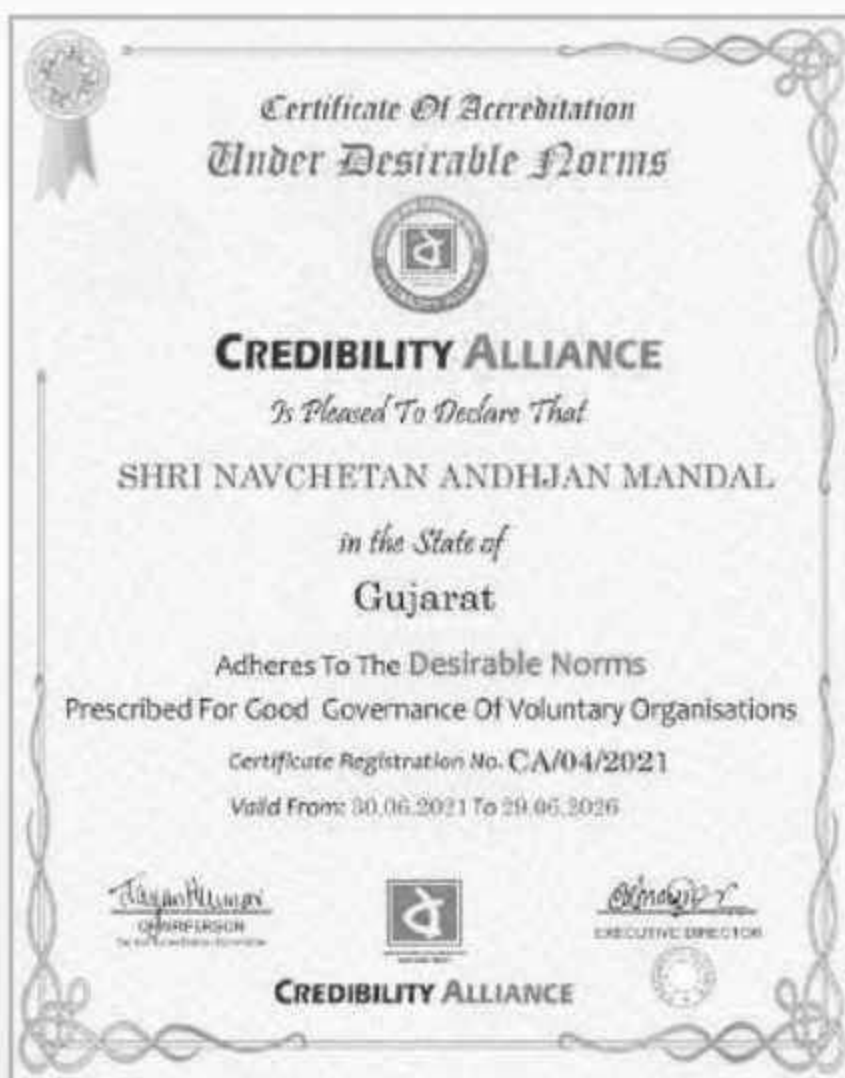 Certificate Of Accreditation
Under Desirable Norms
CREDIBILITY ALLIANCE
Is Pleased To Declare That
SHRI NAVCHETAN ANDHJAN MANDAL
in the State of
Gujarat
Adheres To The Desirable Norms
Prescribed For Good Governance Of Voluntary Organisations
Certificate Registration No. CA/04/2021
Valid From: 30.06.2021 To 29.06.2026
CHAIRPERSON
EXECUTIVE DIRECTOR
CREDIBILITY ALLIANCE